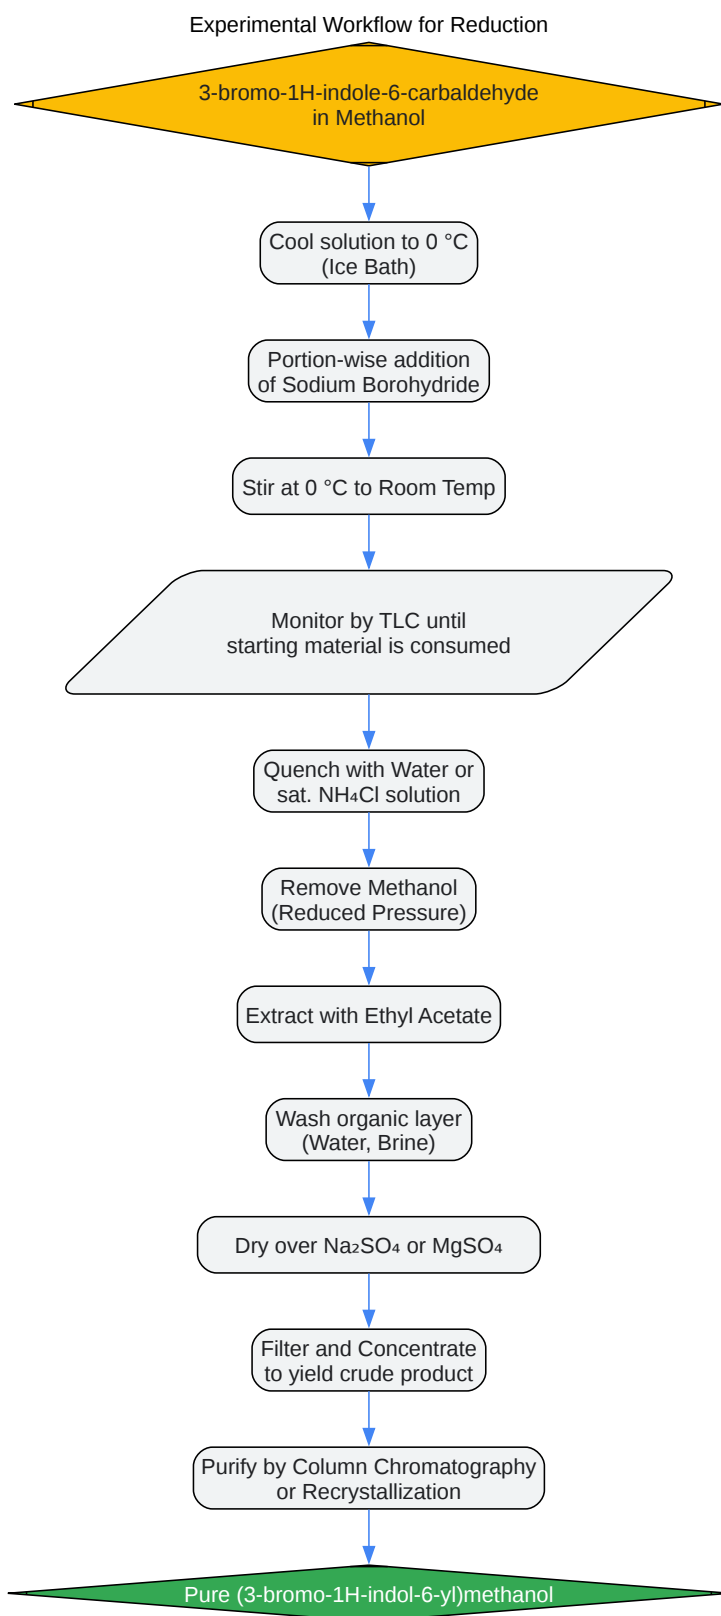 Experimental Workflow for Reduction
3-bromo-1H-indole-6-carbaldehyde
in Methanol
Cool solution to 0 °C
(Ice Bath)
Portion-wise addition
of Sodium Borohydride
Stir at 0 °C to Room Temp
Monitor by TLC until
starting material is consumed
Quench with Water or
sat. NH₄Cl solution
Remove Methanol
(Reduced Pressure)
Extract with Ethyl Acetate
Wash organic layer
(Water, Brine)
Dry over Na₂SO₄ or MgSO₄
Filter and Concentrate
to yield crude product
Purify by Column Chromatography
or Recrystallization
Pure (3-bromo-1H-indol-6-yl)methanol